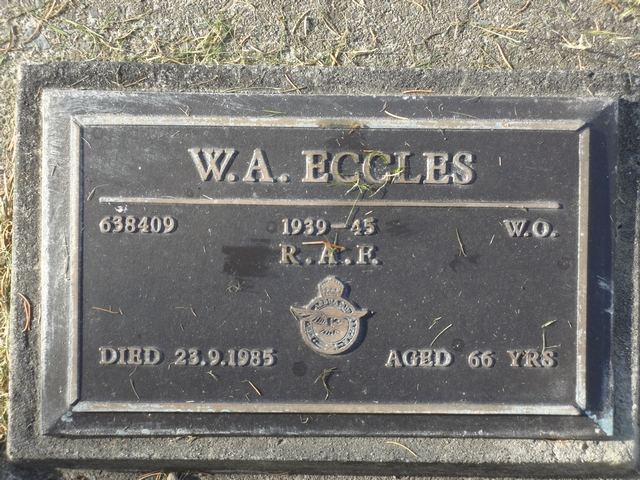 W.A. ECCLES
638409 1939-45 W.O.
R.A.F.
DIED 23.9.1985 AGED 66 YRS